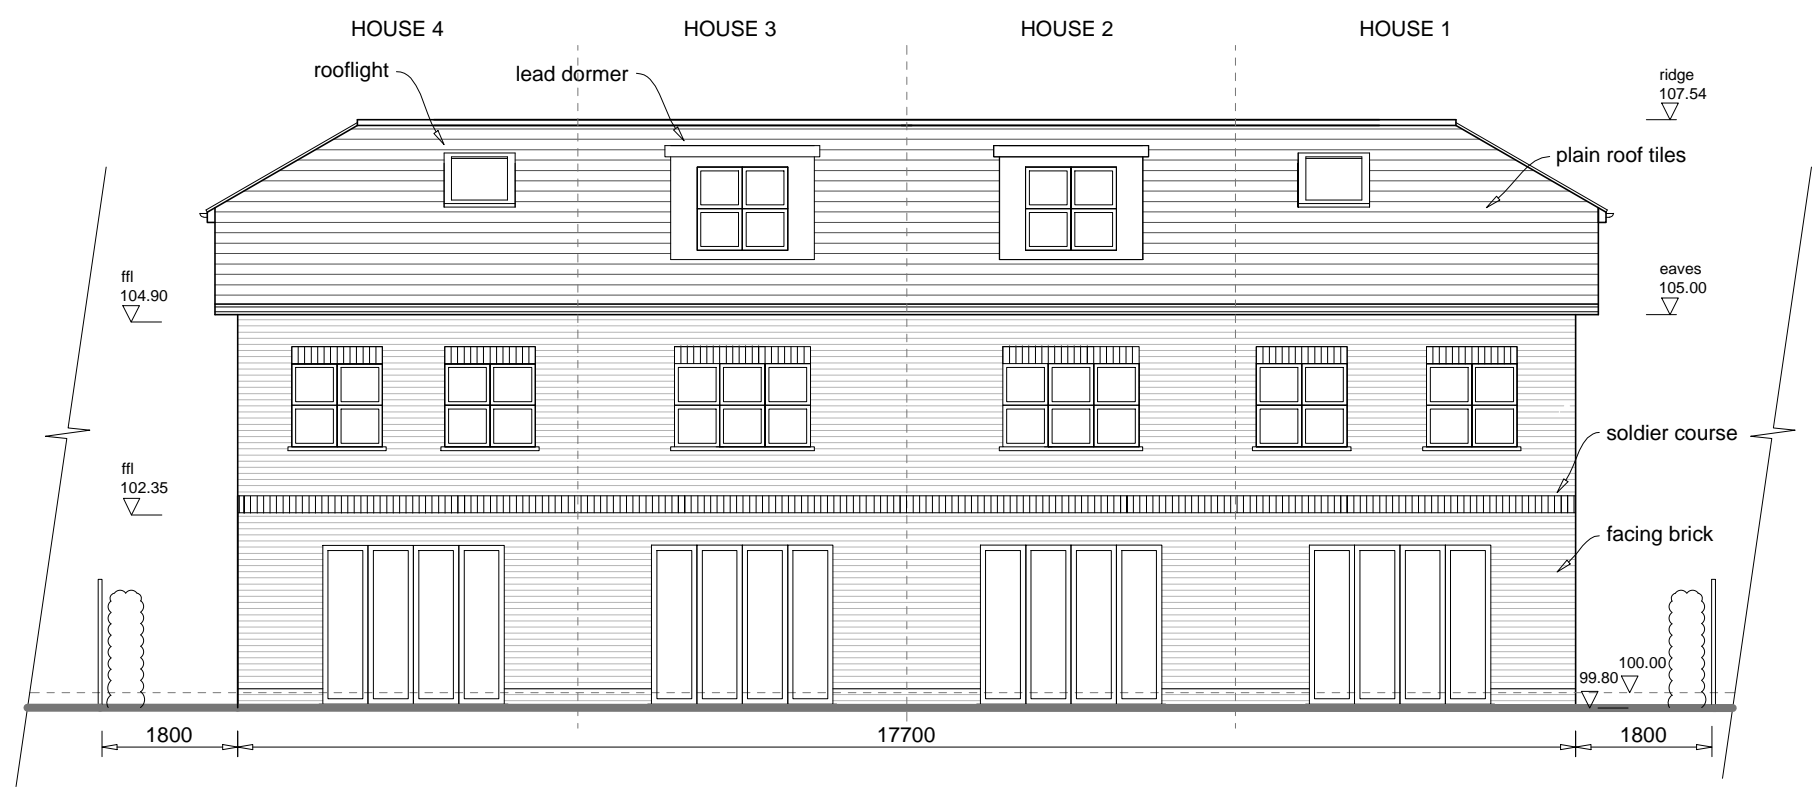 HOUSE 4
HOUSE 3
HOUSE 2
HOUSE 1
rooflight
lead dormer
ridge
107.54
plain roof tiles
ffl
104.90
eaves
105.00
soldier course
ffl
102.35
facing brick
100.00
99.80
1800
17700
1800